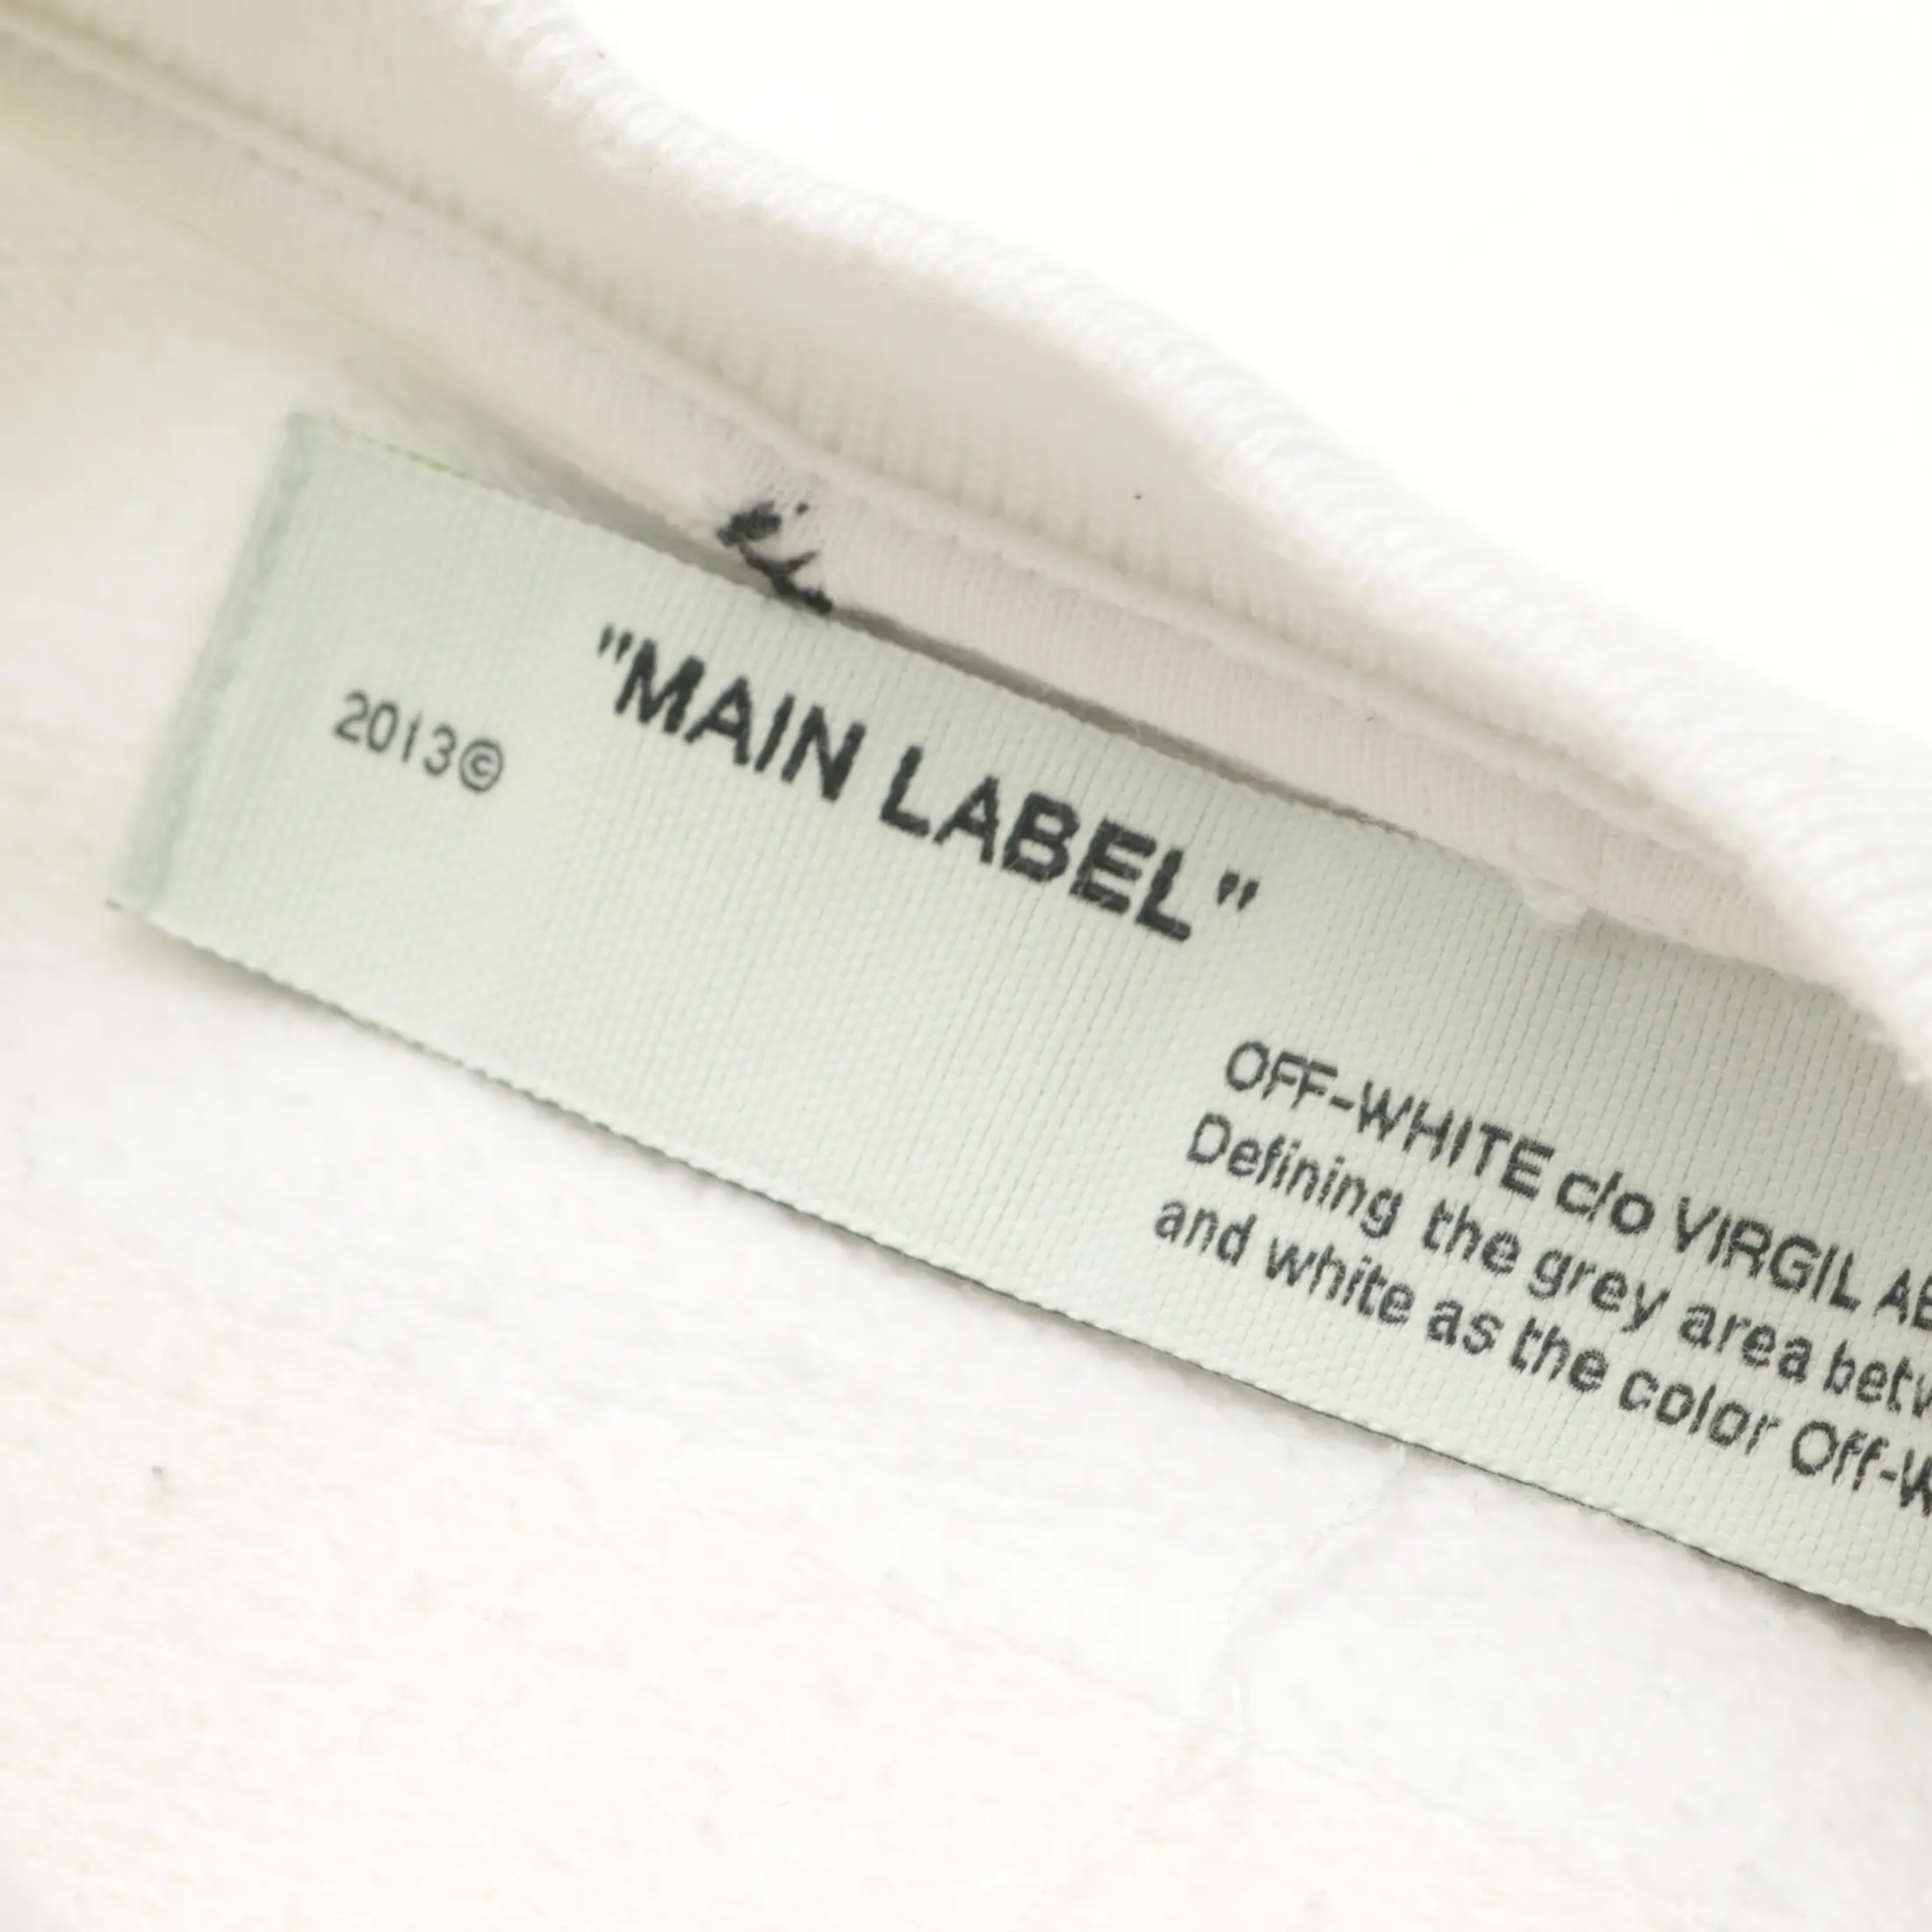 "MAIN LABEL"
2013©
OFF-WHITE c/o VIRGIL
Defining the grey area
and white as the color